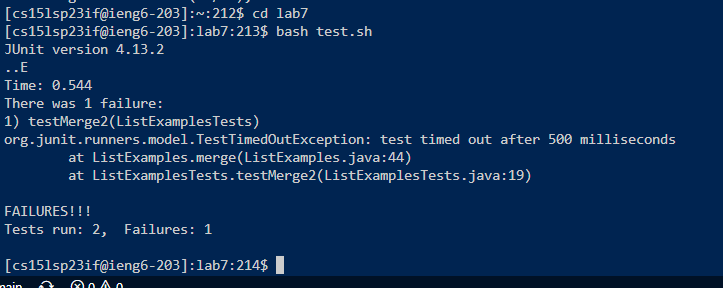 [cs15lsp23if@ieng6-203]:~:212$ cd lab7
[cs15lsp23if@ieng6-203]:lab7:213$ bash test.sh
JUnit version 4.13.2
..E
Time: 0.544
There was 1 failure:
1) testMerge2(ListExamplesTests)
org.junit.runners.model.TestTimedOutException: test timed out after 500 milliseconds
        at ListExamples.merge(ListExamples.java:44)
        at ListExamplesTests.testMerge2(ListExamplesTests.java:19)
FAILURES!!!
Tests run: 2,  Failures: 1
[cs15lsp23if@ieng6-203]:lab7:214$